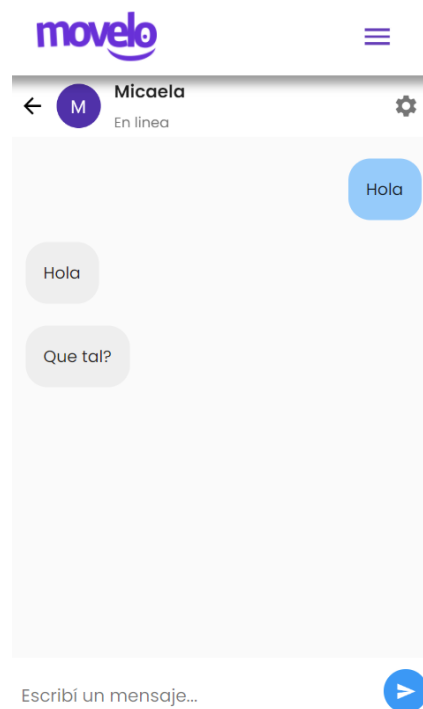 movelo
M
Micaela
En linea
Hola
Hola
Que tal?
Escribí un mensaje...